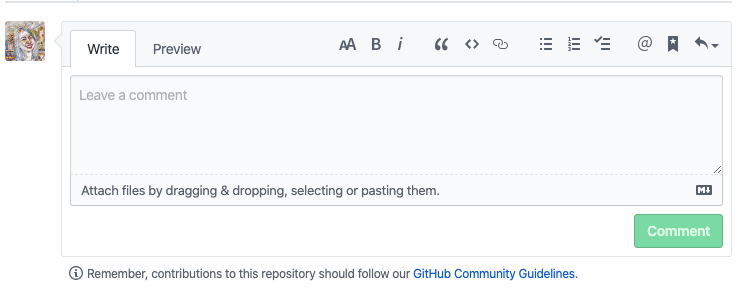 Write Preview AA B i @
Leave a comment
Attach files by dragging & dropping, selecting or pasting them. M↓
Comment
Remember, contributions to this repository should follow our GitHub Community Guidelines.